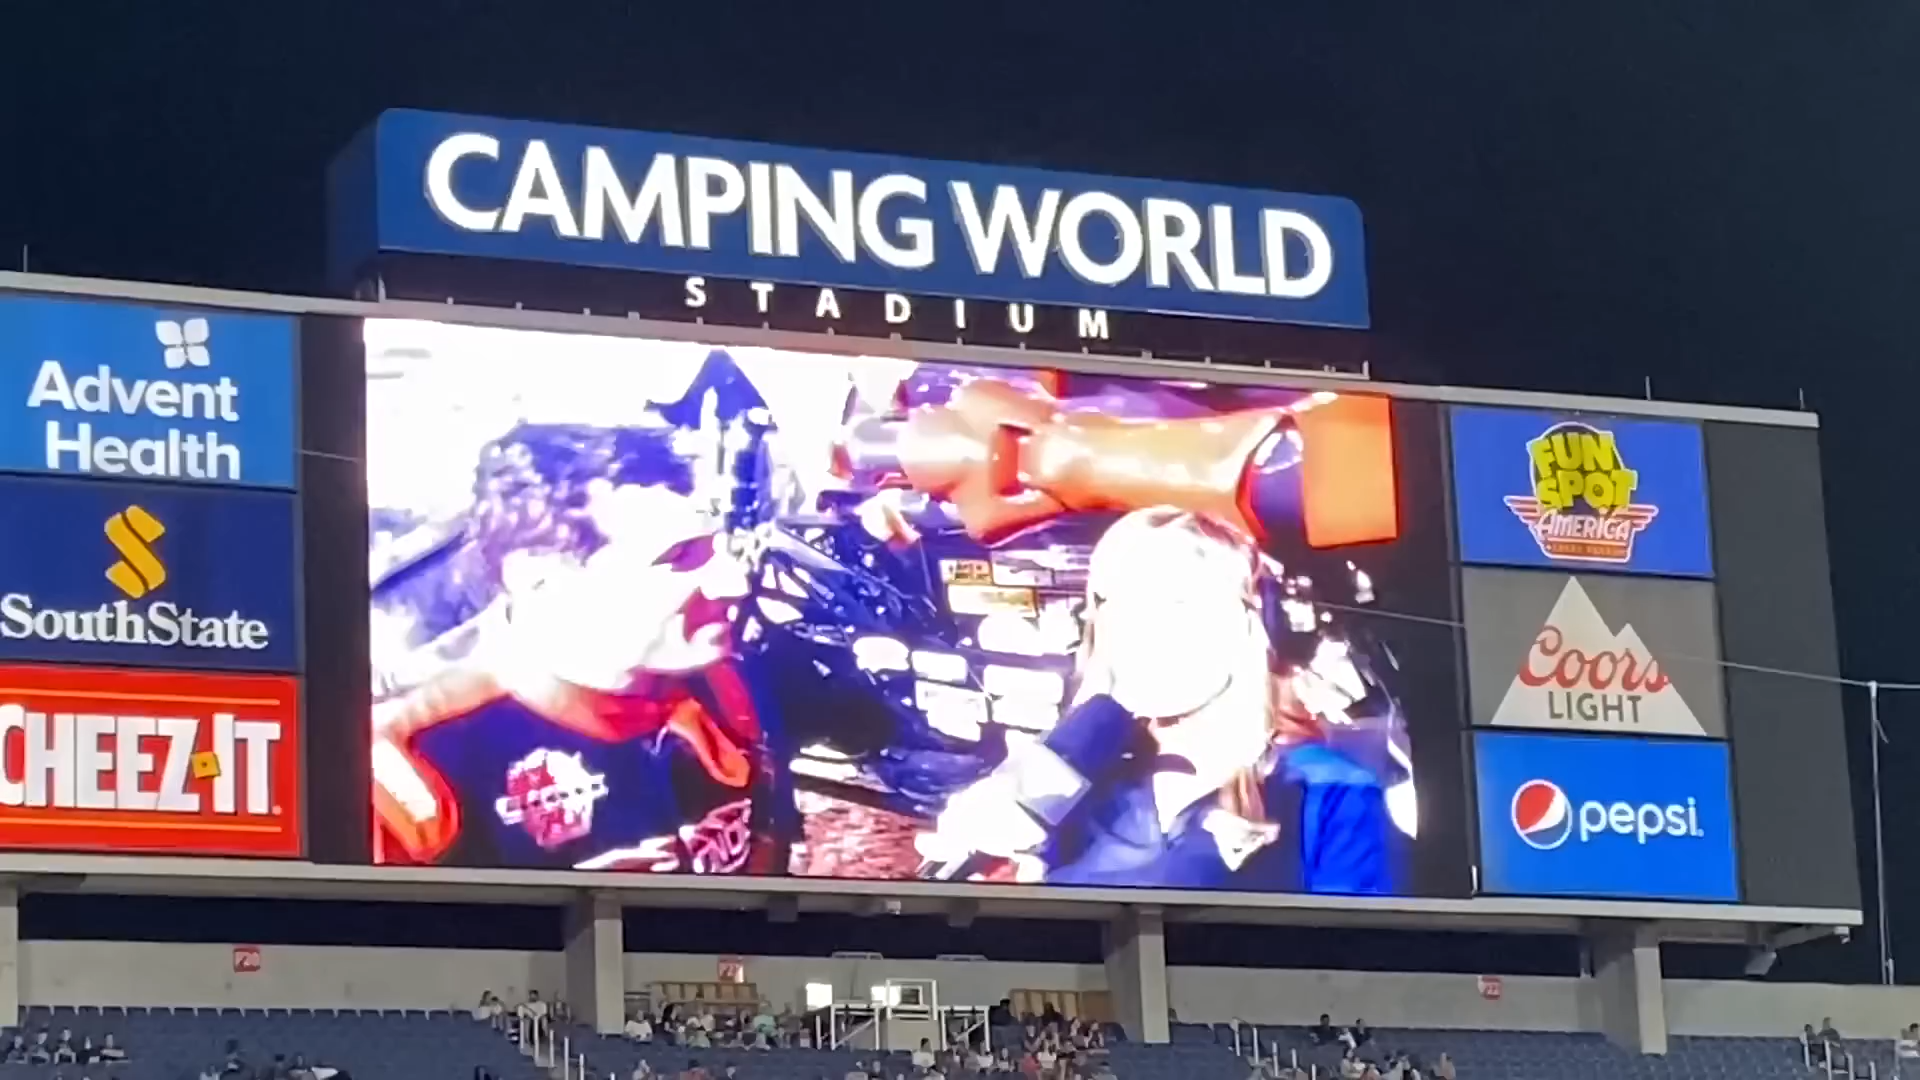 CAMPING WORLD
STADIUM
Advent
Health
SouthState
CHEEZ-IT
FUN
SPOT
AMERICA
Coors
LIGHT
pepsi